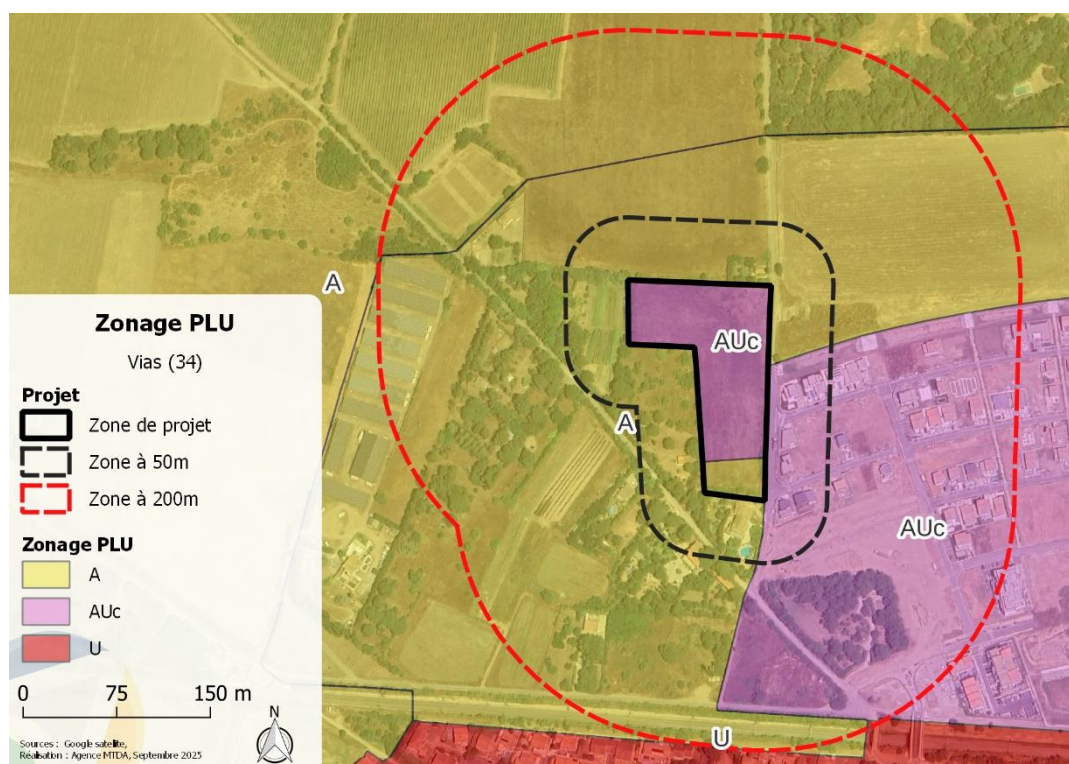 AUc
A
A
AUc
U
Zonage PLU
Vias (34)
Projet
Zone de projet
Zone à 50m
Zone à 200m
Zonage PLU
A
AUc
U
0 75 150 m
N
Sources : Google satellite,
Réalisation : Agence MTDA, Septembre 2025